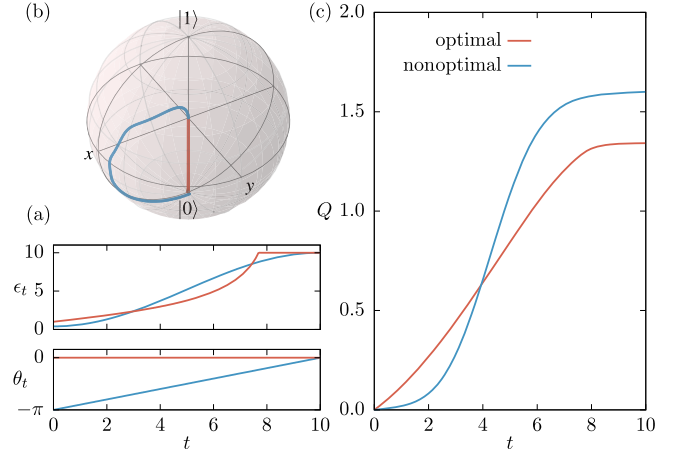 (b)
|1⟩
x
y
|0⟩
(a)
10
ϵt
5
0
0
θt
−π
0 2 4 6 8 10
t
(c)
2.0
optimal
nonoptimal
1.5
Q
1.0
0.5
0.0
0 2 4 6 8 10
t